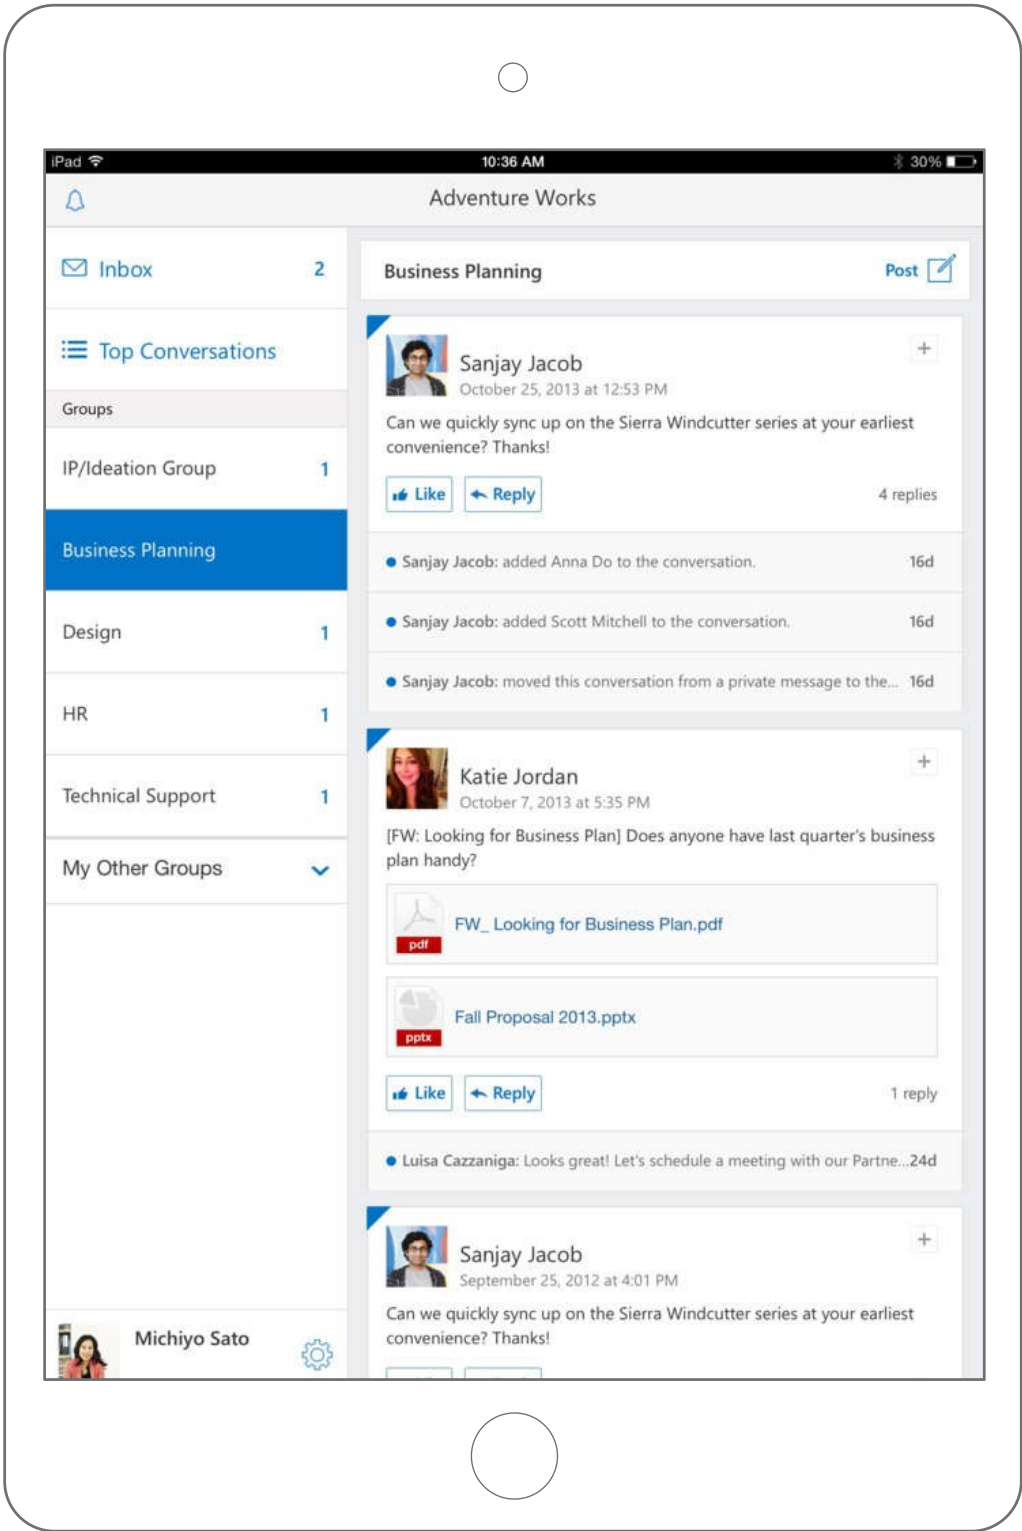 iPad 10:36 AM 30%
Adventure Works
Inbox 2
Top Conversations
Groups
IP/Ideation Group 1
Business Planning
Design 1
HR 1
Technical Support 1
My Other Groups
Michiyo Sato
Business Planning Post
Sanjay Jacob
October 25, 2013 at 12:53 PM
Can we quickly sync up on the Sierra Windcutter series at your earliest
convenience? Thanks!
Like Reply 4 replies
Sanjay Jacob: added Anna Do to the conversation. 16d
Sanjay Jacob: added Scott Mitchell to the conversation. 16d
Sanjay Jacob: moved this conversation from a private message to the... 16d
Katie Jordan
October 7, 2013 at 5:35 PM
[FW: Looking for Business Plan] Does anyone have last quarter's business
plan handy?
pdf FW_ Looking for Business Plan.pdf
pptx Fall Proposal 2013.pptx
Like Reply 1 reply
Luisa Cazzaniga: Looks great! Let's schedule a meeting with our Partne...24d
Sanjay Jacob
September 25, 2012 at 4:01 PM
Can we quickly sync up on the Sierra Windcutter series at your earliest
convenience? Thanks!